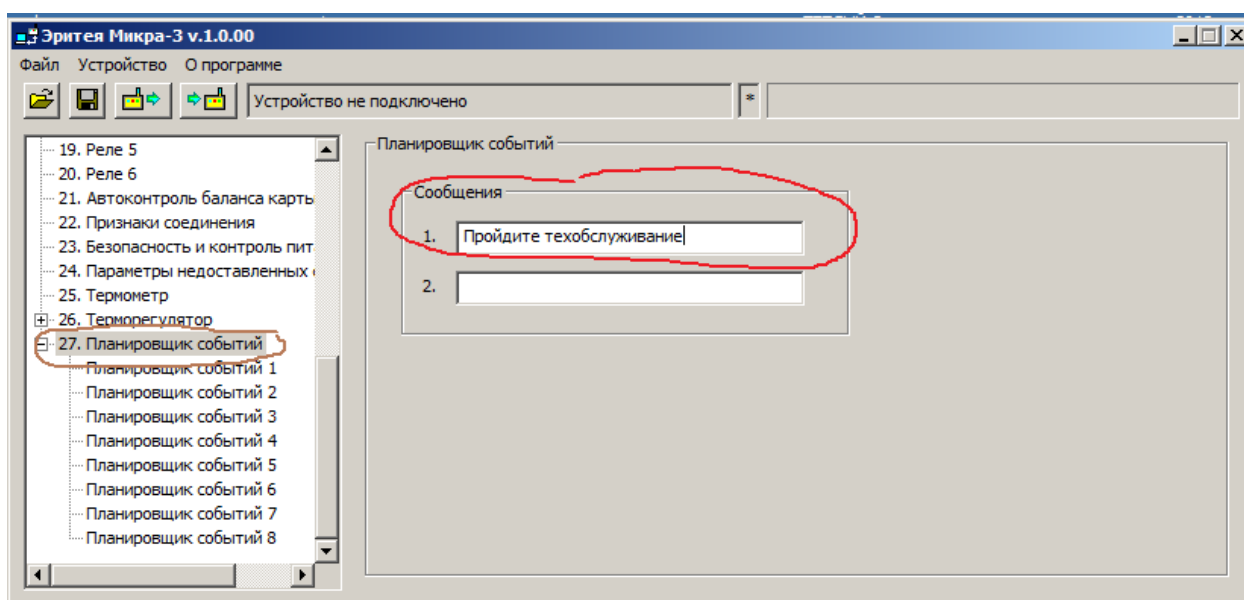 Эритея Микра-3 v.1.0.00
Файл Устройство О программе
Устройство не подключено *
19. Реле 5
20. Реле 6
21. Автоконтроль баланса карты
22. Признаки соединения
23. Безопасность и контроль пит
24. Параметры недоставленных
25. Термометр
26. Терморегулятор
27. Планировщик событий
Планировщик событий 1
Планировщик событий 2
Планировщик событий 3
Планировщик событий 4
Планировщик событий 5
Планировщик событий 6
Планировщик событий 7
Планировщик событий 8
Планировщик событий
Сообщения
1. Пройдите техобслуживание
2.